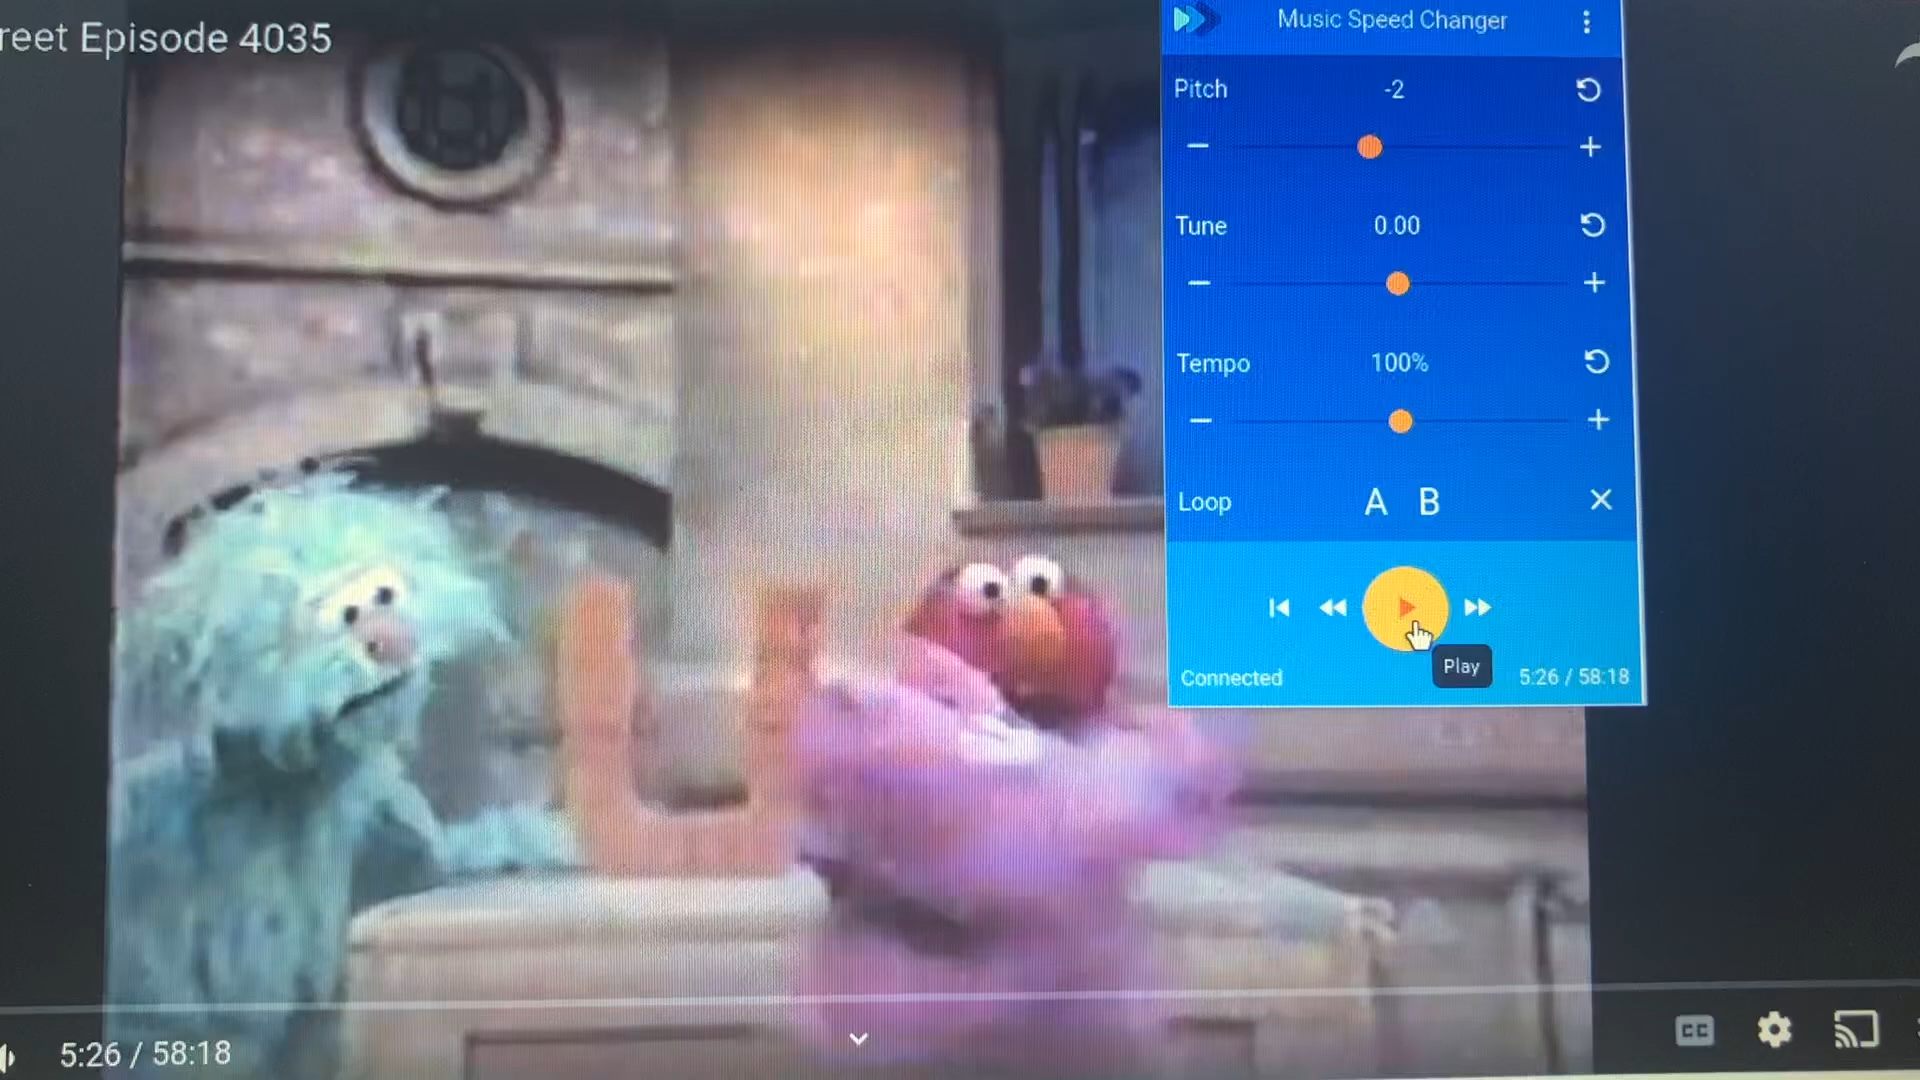 reet Episode 4035
Music Speed Changer
Pitch -2
Tune 0.00
Tempo 100%
Loop A B
Play
Connected 5:26 / 58:18
5:26 / 58:18
CC